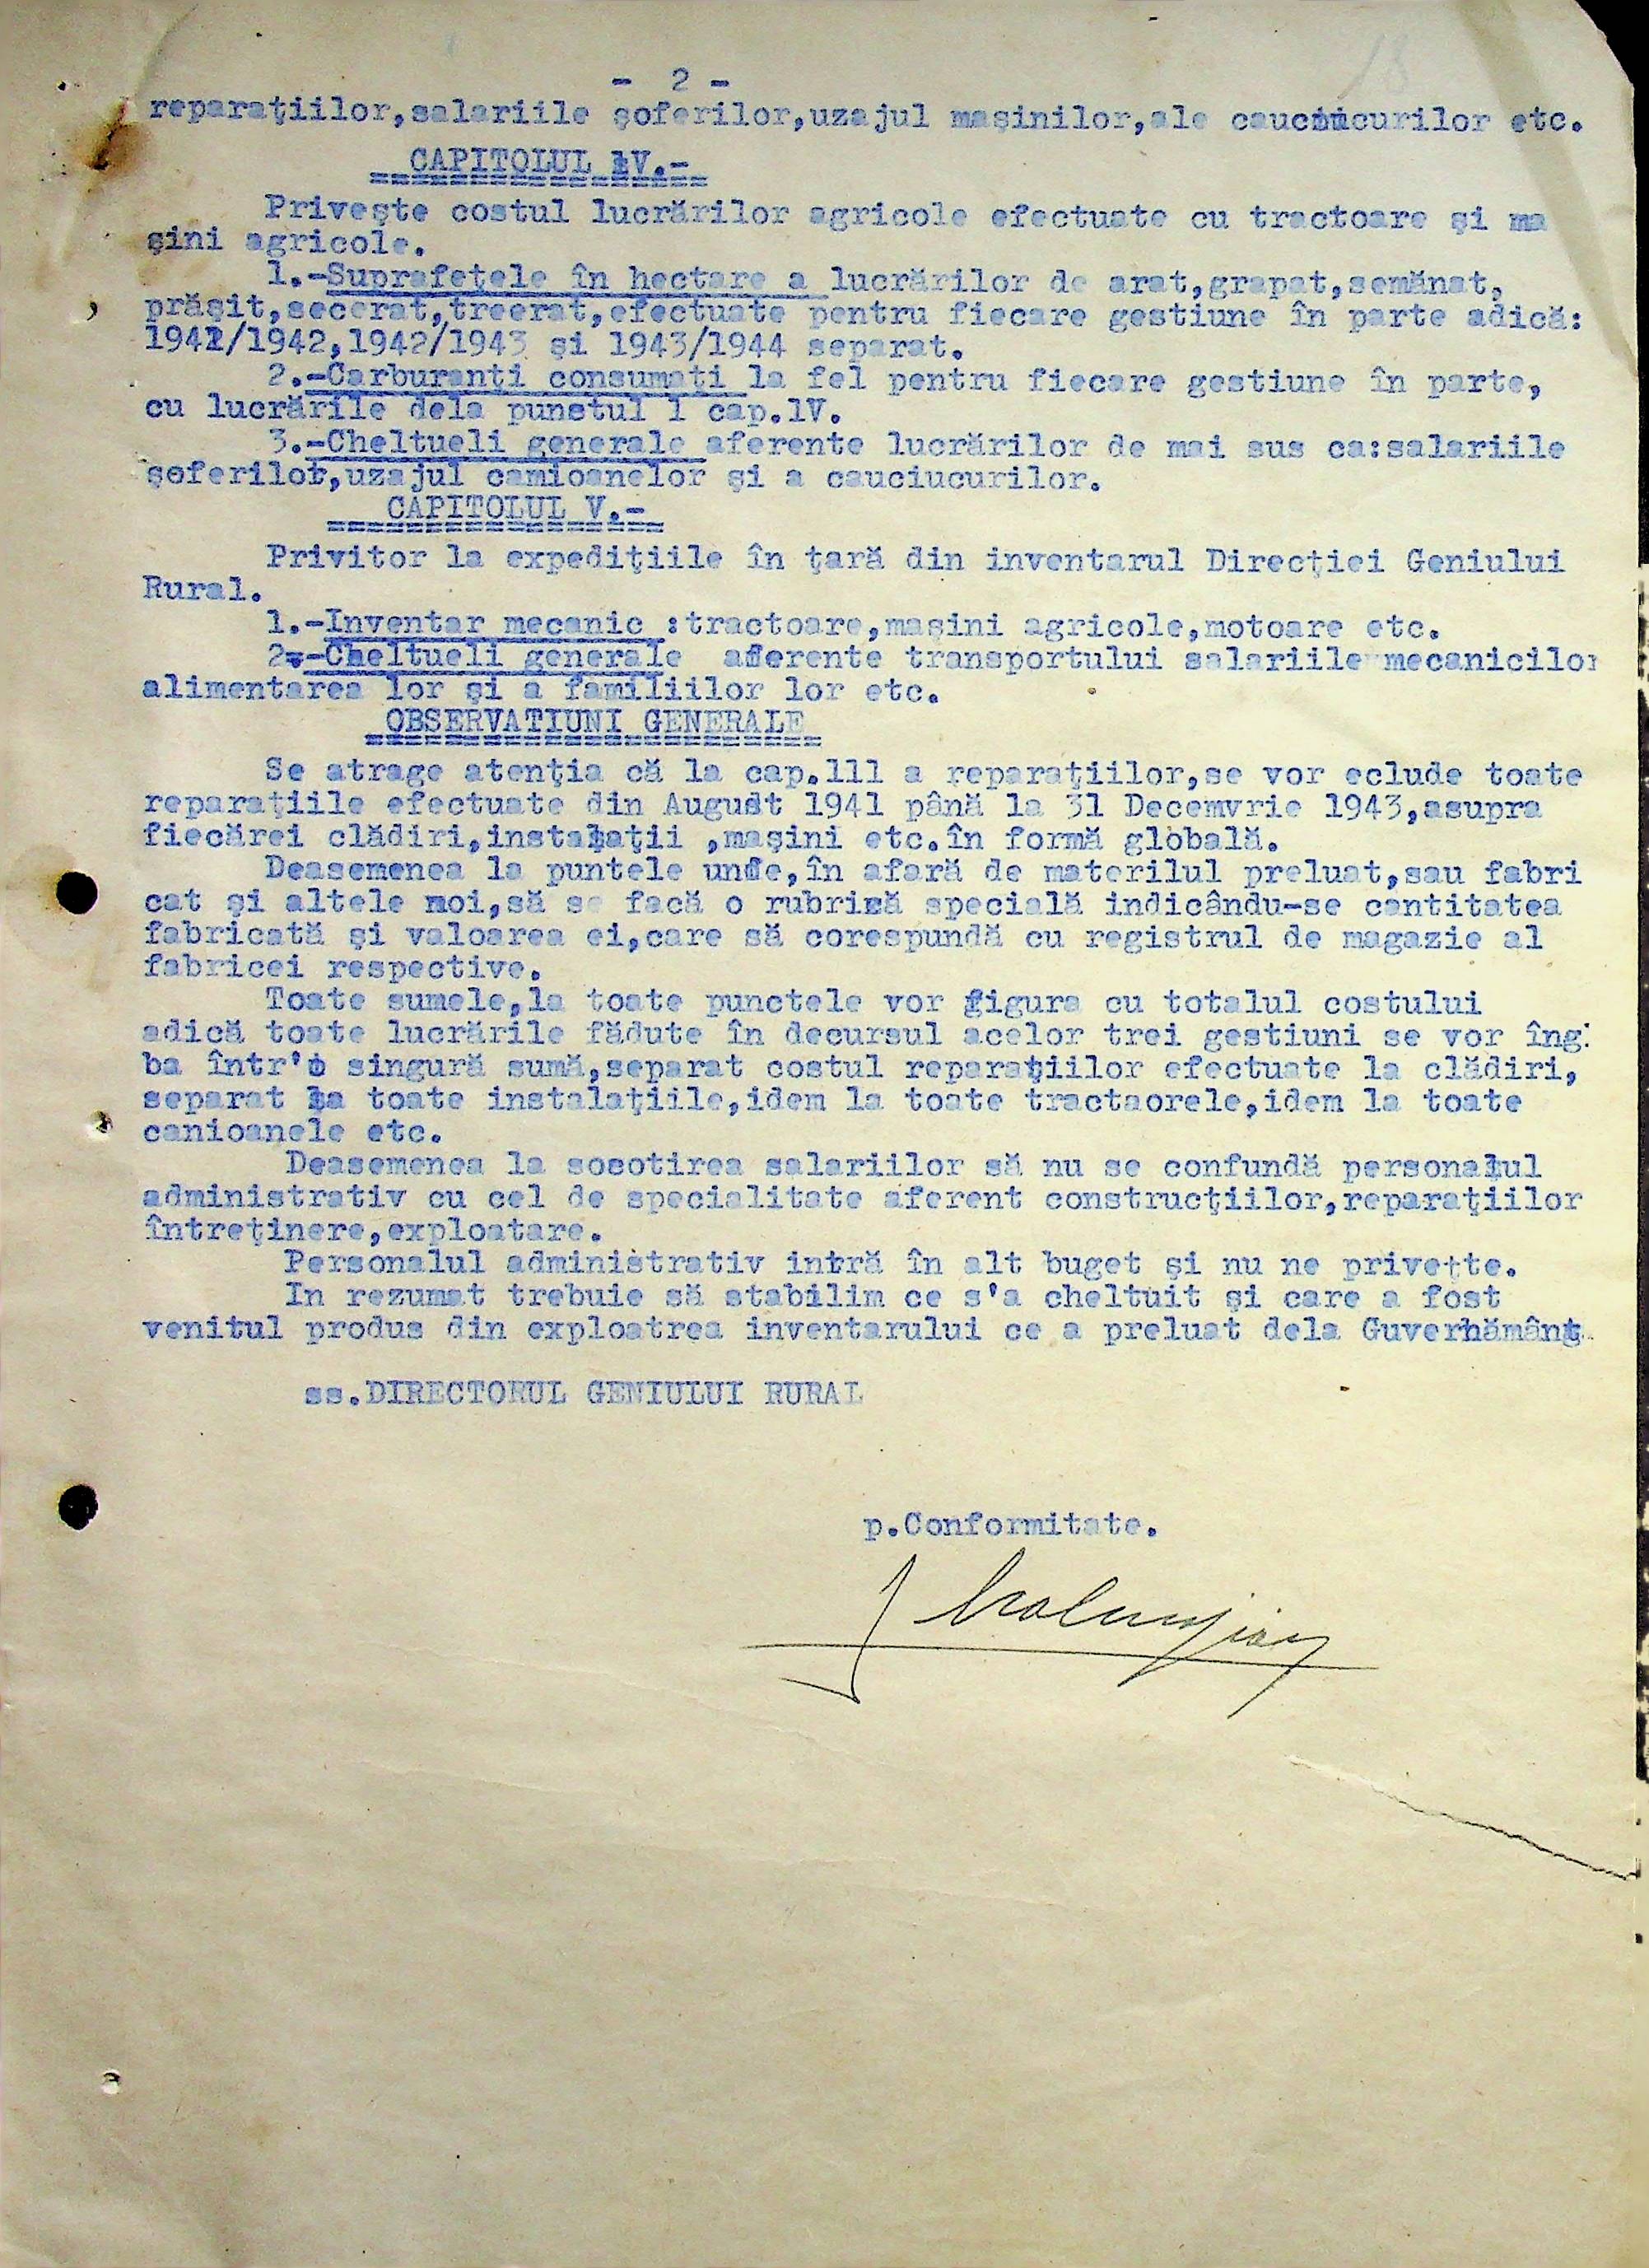 18
- 2 -
reparaţiilor,salariile şoferilor,uzajul maşinilor,ale cauciucurilor etc.
CAPITOLUL lV.-
Priveşte costul lucrărilor agricole efectuate cu tractoare şi ma
şini agricole.
1.-Suprafeţele în hectare a lucrărilor de arat,grapat,semănat,
prăşit,secerat,treerat,efectuate pentru fiecare gestiune în parte adică:
1941/1942,1942/1943 şi 1943/1944 separat.
2.-Carburanţi consumaţi la fel pentru fiecare gestiune în parte,
cu lucrările dela punctul 1 cap.lV.
3.-Cheltueli generale aferente lucrărilor de mai sus ca:salariile
şoferilor,uzajul camioanelor şi a cauciucurilor.
CAPITOLUL V.-
Privitor la expediţiile în ţară din inventarul Direcţiei Geniului
Rural.
1.-Inventar mecanic :tractoare,maşini agricole,motoare etc.
2.-Cheltueli generale aferente transportului salariile mecanicilor
alimentarea lor şi a familiilor lor etc.
OBSERVATIUNI GENERALE
Se atrage atenţia că la cap.lll a reparaţiilor,se vor eclude toate
reparaţiile efectuate din August 1941 până la 31 Decemvrie 1943,asupra
fiecărei clădiri,instalaţii ,maşini etc.în formă globală.
Deasemenea la puntele unde,în afară de materilul preluat,sau fabri
cat şi altele noi,să se facă o rubrică specială indicându-se cantitatea
fabricată şi valoarea ei,care să corespundă cu registrul de magazie al
fabricei respective.
Toate sumele,la toate punctele vor figura cu totalul costului
adică toate lucrările fădute în decursul acelor trei gestiuni se vor îngl
ba într'o singură sumă,separat costul reparaţiilor efectuate la clădiri,
separat la toate instalaţiile,idem la toate tractaorele,idem la toate
canioanele etc.
Deasemenea la socotirea salariilor să nu se confundă personalul
administrativ cu cel de specialitate aferent construcţiilor,reparaţiilor
întreţinere,exploatare.
Personalul administrativ intră în alt buget şi nu ne privette.
In rezumat trebuie să stabilim ce s'a cheltuit şi care a fost
venitul produs din exploatrea inventarului ce a preluat dela Guvernământ
ss.DIRECTORUL GENIULUI RURAL
p.Conformitate.